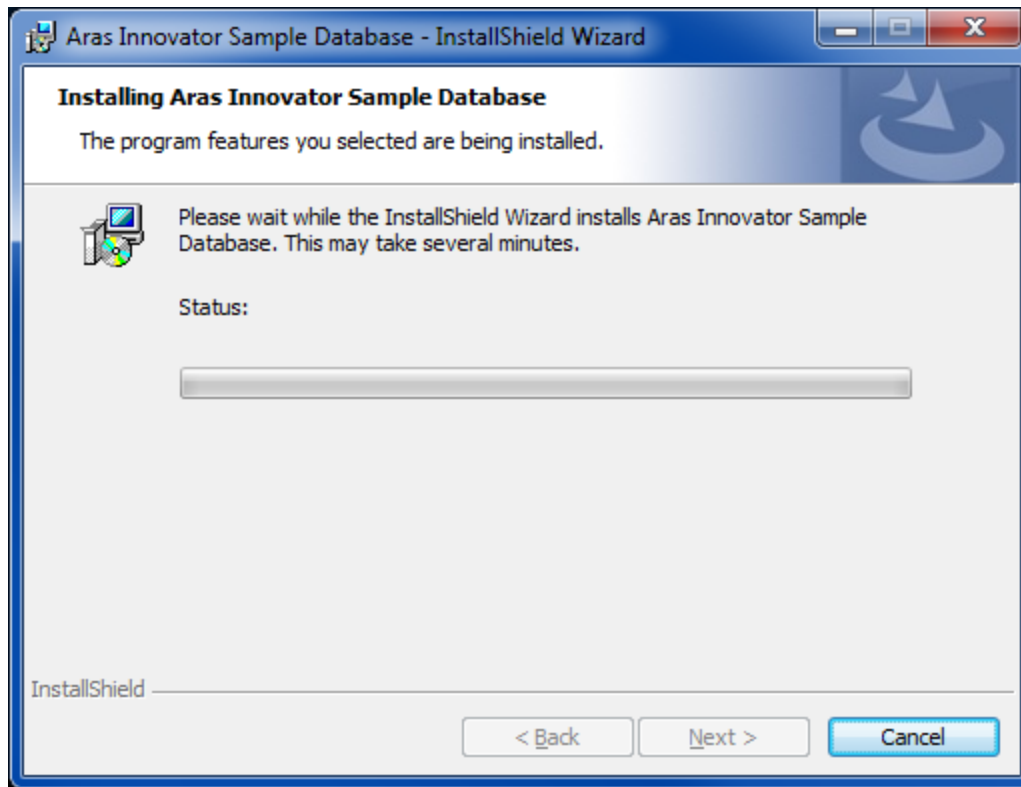 Aras Innovator Sample Database - InstallShield Wizard
Installing Aras Innovator Sample Database
The program features you selected are being installed.
Please wait while the InstallShield Wizard installs Aras Innovator Sample
Database. This may take several minutes.
Status:
InstallShield
< Back
Next >
Cancel